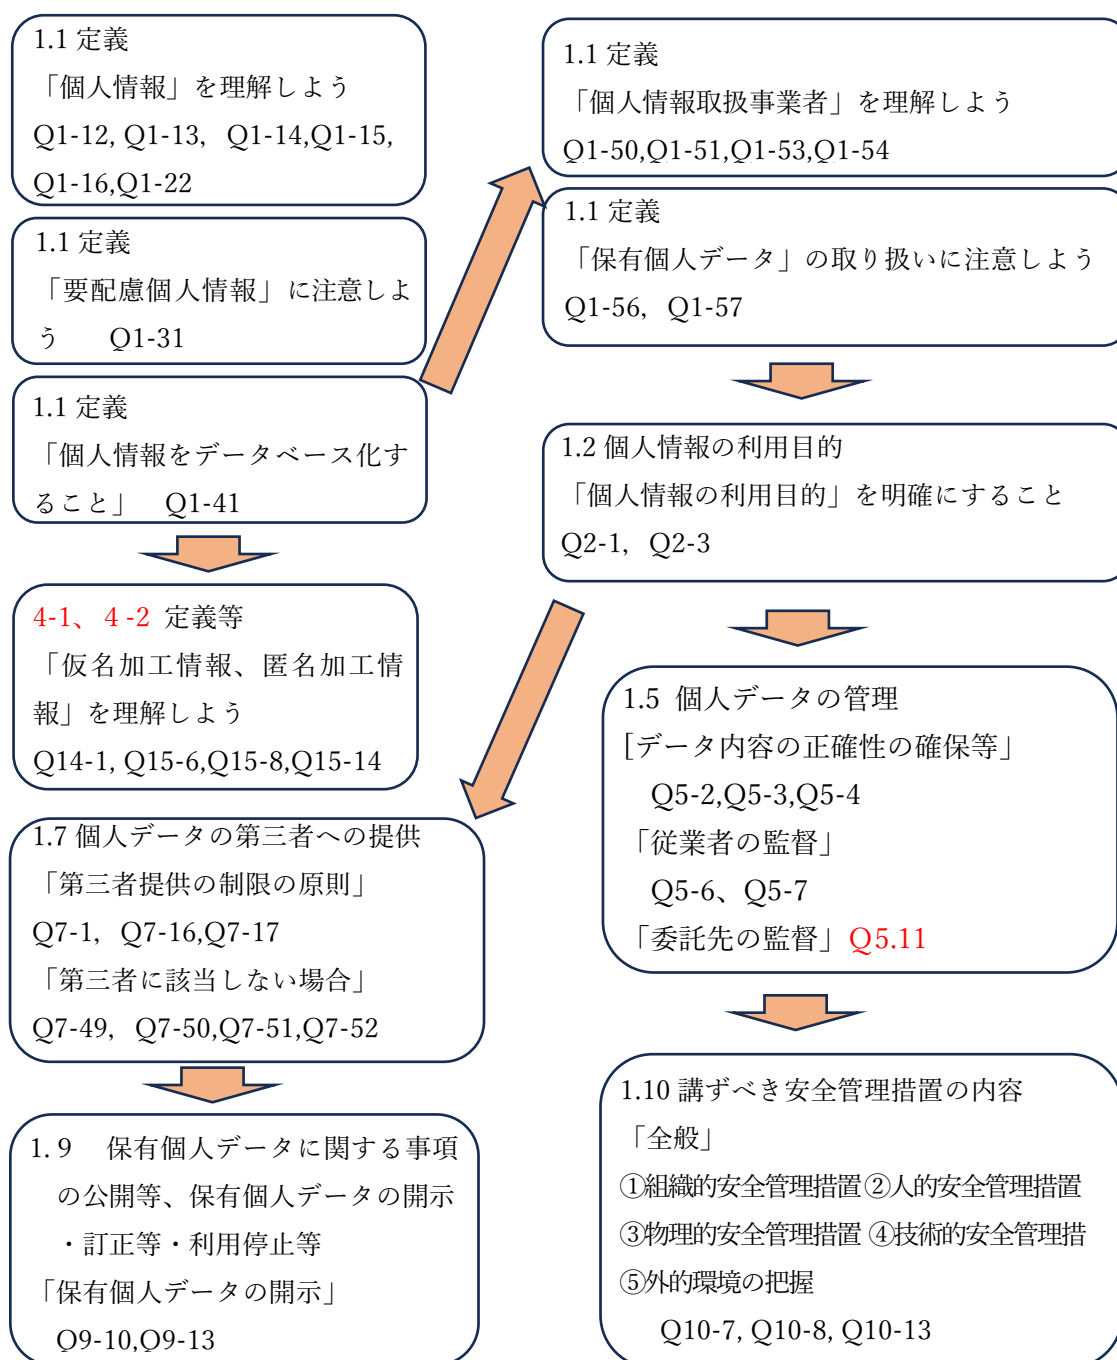 1.1 定義
「個人情報」を理解しよう
Q1-12, Q1-13, Q1-14,Q1-15,
Q1-16,Q1-22
1.1 定義
「要配慮個人情報」に注意しよ
う Q1-31
1.1 定義
「個人情報をデータベース化す
ること」 Q1-41
4-1、４-2 定義等
「仮名加工情報、匿名加工情
報」を理解しよう
Q14-1, Q15-6,Q15-8,Q15-14
1.7 個人データの第三者への提供
「第三者提供の制限の原則」
Q7-1, Q7-16,Q7-17
「第三者に該当しない場合」
Q7-49, Q7-50,Q7-51,Q7-52
1. 9 保有個人データに関する事項
の公開等、保有個人データの開示
・訂正等・利用停止等
「保有個人データの開示」
Q9-10,Q9-13
1.1 定義
「個人情報取扱事業者」を理解しよう
Q1-50,Q1-51,Q1-53,Q1-54
1.1 定義
「保有個人データ」の取り扱いに注意しよう
Q1-56, Q1-57
1.2 個人情報の利用目的
「個人情報の利用目的」を明確にすること
Q2-1, Q2-3
1.5 個人データの管理
[データ内容の正確性の確保等」
Q5-2,Q5-3,Q5-4
「従業者の監督」
Q5-6、Q5-7
「委託先の監督」Q5.11
1.10 講ずべき安全管理措置の内容
「全般」
①組織的安全管理措置②人的安全管理措置
③物理的安全管理措置 ④技術的安全管理措
⑤外的環境の把握
Q10-7, Q10-8, Q10-13